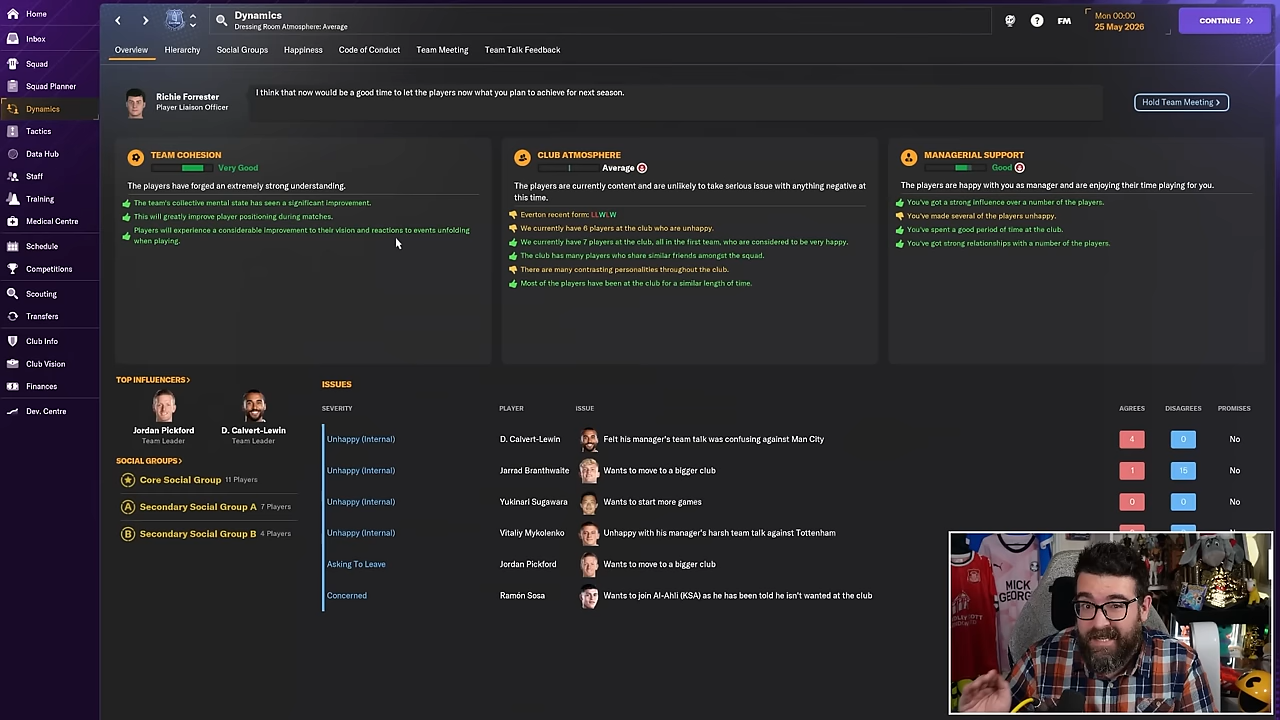 Home
Inbox
Squad
Squad Planner
Dynamics
Tactics
Data Hub
Staff
Training
Medical Centre
Schedule
Competitions
Scouting
Transfers
Club Info
Club Vision
Finances
Dev. Centre
Dynamics
Dressing Room Atmosphere: Average
?
FM
Mon 00:00
25 May 2026
CONTINUE
Overview
Hierarchy
Social Groups
Happiness
Code of Conduct
Team Meeting
Team Talk Feedback
Richie Forrester
Player Liaison Officer
I think that now would be a good time to let the players now what you plan to achieve for next season.
Hold Team Meeting >
TEAM COHESION
Very Good
The players have forged an extremely strong understanding.
The team's collective mental state has seen a significant improvement.
This will greatly improve player positioning during matches.
Players will experience a considerable improvement to their vision and reactions to events unfolding
when playing.
CLUB ATMOSPHERE
Average
The players are currently content and are unlikely to take serious issue with anything negative at
this time.
Everton recent form: LLWLW
We currently have 6 players at the club who are unhappy.
We currently have 7 players at the club, all in the first team, who are considered to be very happy.
The club has many players who share similar friends amongst the squad.
There are many contrasting personalities throughout the club.
Most of the players have been at the club for a similar length of time.
MANAGERIAL SUPPORT
Good
The players are happy with you as manager and are enjoying their time playing for you.
You've got a strong influence over a number of the players.
You've made several of the players unhappy.
You've spent a good period of time at the club.
You've got strong relationships with a number of the players.
TOP INFLUENCERS >
Jordan Pickford
Team Leader
D. Calvert-Lewin
Team Leader
SOCIAL GROUPS >
Core Social Group 11 Players
A Secondary Social Group A 7 Players
B Secondary Social Group B 4 Players
ISSUES
SEVERITY PLAYER ISSUE AGREES DISAGREES PROMISES
Unhappy (Internal) D. Calvert-Lewin Felt his manager's team talk was confusing against Man City 4 0 No
Unhappy (Internal) Jarrad Branthwaite Wants to move to a bigger club 1 15 No
Unhappy (Internal) Yukinari Sugawara Wants to start more games 0 0 No
Unhappy (Internal) Vitaliy Mykolenko Unhappy with his manager's harsh team talk against Tottenham
Asking To Leave Jordan Pickford Wants to move to a bigger club
Concerned Ramón Sosa Wants to join Al-Ahli (KSA) as he has been told he isn't wanted at the club
MICK
GEORGE